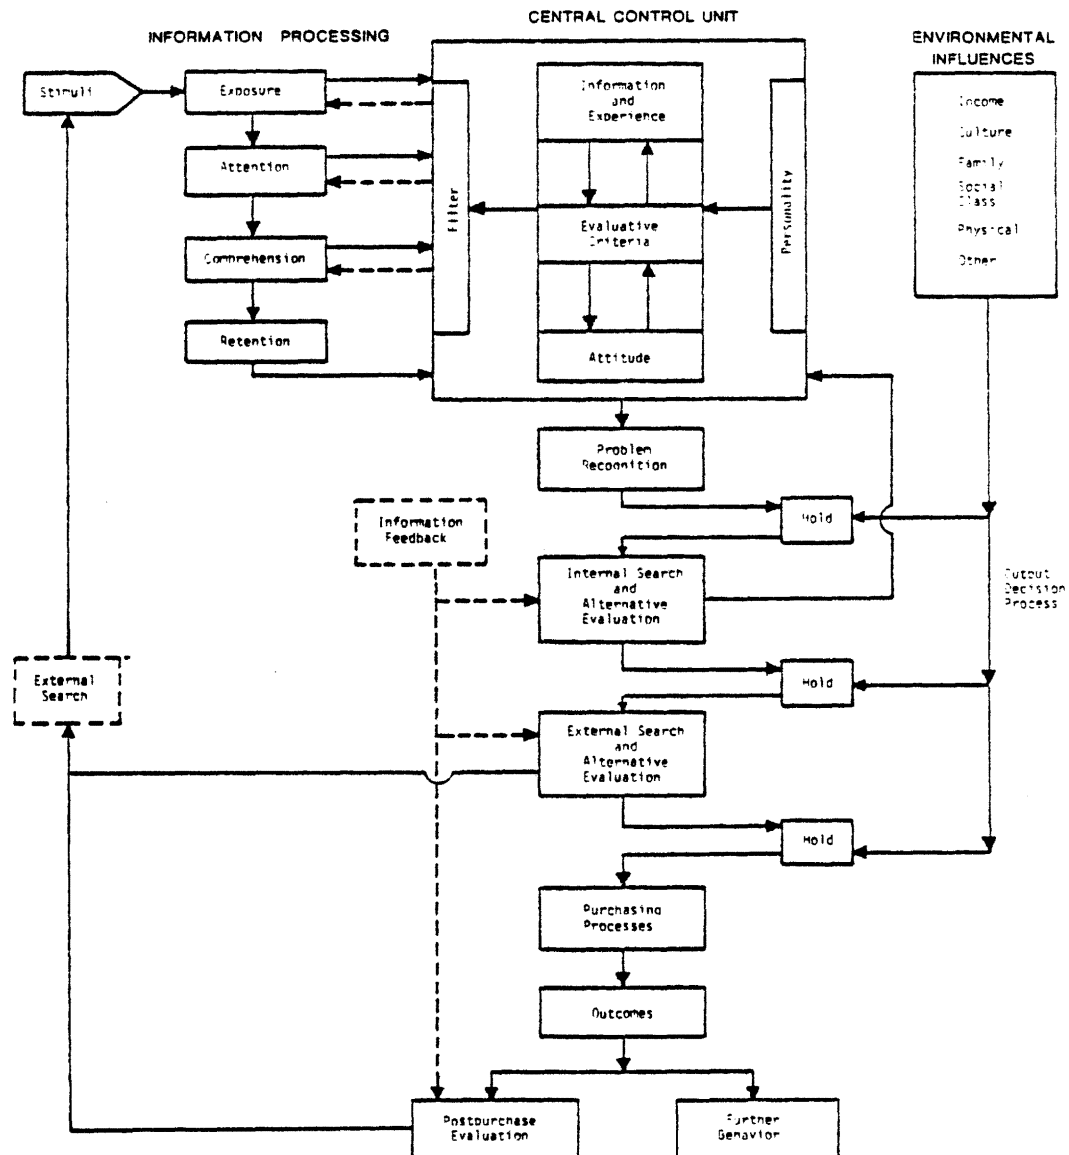 CENTRAL CONTROL UNIT
INFORMATION PROCESSING
ENVIRONMENTAL
INFLUENCES
Stimuli
Exposure
Attention
Comprehension
Retention
Filter
Information
and
Experience
Evaluative
Criteria
Attitude
Personality
Income
Culture
Family
Social
Class
Physical
Other
Problem
Recognition
Hold
Information
Feedback
Internal Search
and
Alternative
Evaluation
Output
Decision
Process
Hold
External
Search
External Search
and
Alternative
Evaluation
Hold
Purchasing
Processes
Outcomes
Postpurchase
Evaluation
Further
Behavior